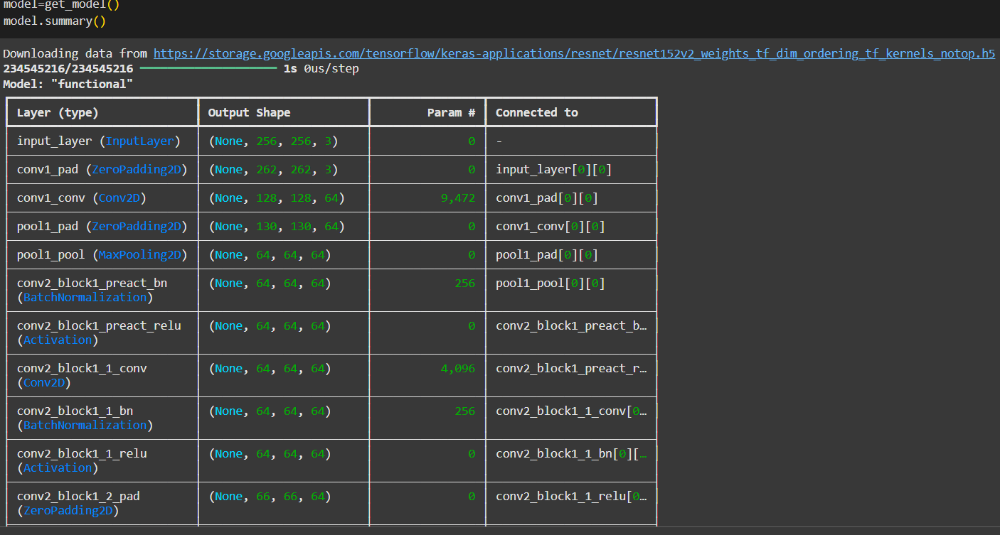 model=get_model()
model.summary()
Downloading data from https://storage.googleapis.com/tensorflow/keras-applications/resnet/resnet152v2_weights_tf_dim_ordering_tf_kernels_notop.h5
234545216/234545216 ━━━━━━━━━━━━━━━━━━━━ 1s 0us/step
Model: "functional"
Layer (type) Output Shape Param # Connected to
input_layer (InputLayer) (None, 256, 256, 3) 0 -
conv1_pad (ZeroPadding2D) (None, 262, 262, 3) 0 input_layer[0][0]
conv1_conv (Conv2D) (None, 128, 128, 64) 9,472 conv1_pad[0][0]
pool1_pad (ZeroPadding2D) (None, 130, 130, 64) 0 conv1_conv[0][0]
pool1_pool (MaxPooling2D) (None, 64, 64, 64) 0 pool1_pad[0][0]
conv2_block1_preact_bn (None, 64, 64, 64) 256 pool1_pool[0][0]
(BatchNormalization)
conv2_block1_preact_relu (None, 64, 64, 64) 0 conv2_block1_preact_b…
(Activation)
conv2_block1_1_conv (None, 64, 64, 64) 4,096 conv2_block1_preact_r…
(Conv2D)
conv2_block1_1_bn (None, 64, 64, 64) 256 conv2_block1_1_conv[0…
(BatchNormalization)
conv2_block1_1_relu (None, 64, 64, 64) 0 conv2_block1_1_bn[0][…
(Activation)
conv2_block1_2_pad (None, 66, 66, 64) 0 conv2_block1_1_relu[0…
(ZeroPadding2D)